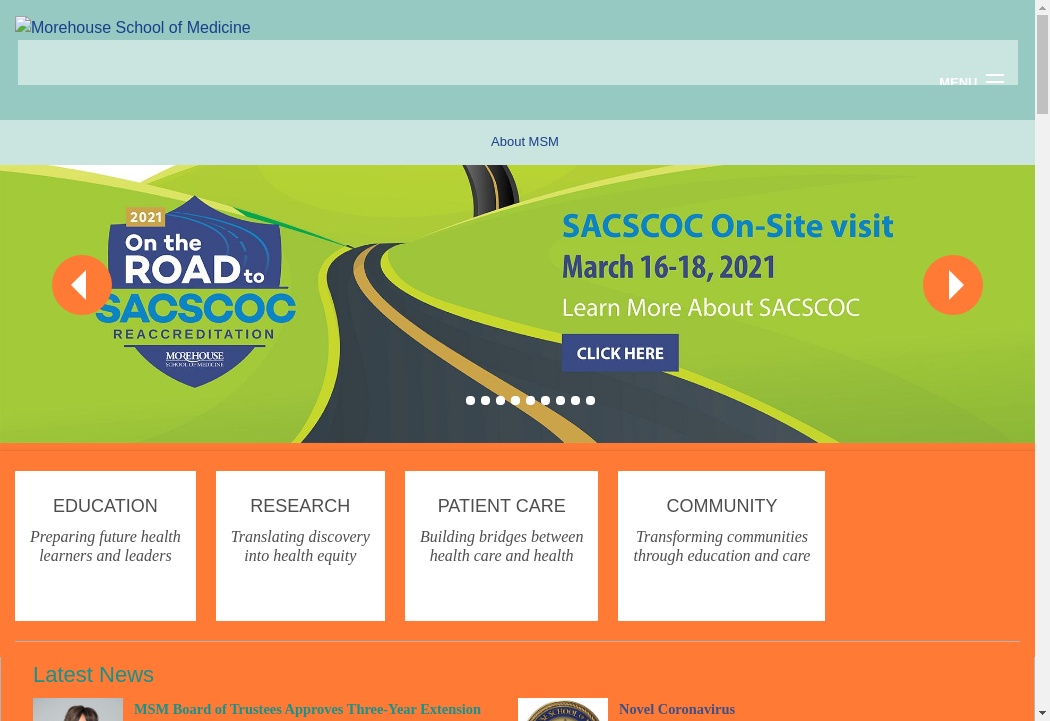 Morehouse School of Medicine
MENU
About MSM
2021
On the
ROAD to
SACSCOC
REACCREDITATION
MOREHOUSE
SCHOOL OF MEDICINE
SACSCOC On-Site visit
March 16-18, 2021
Learn More About SACSCOC
CLICK HERE
EDUCATION
Preparing future health
learners and leaders
RESEARCH
Translating discovery
into health equity
PATIENT CARE
Building bridges between
health care and health
COMMUNITY
Transforming communities
through education and care
Latest News
MSM Board of Trustees Approves Three-Year Extension
Novel Coronavirus